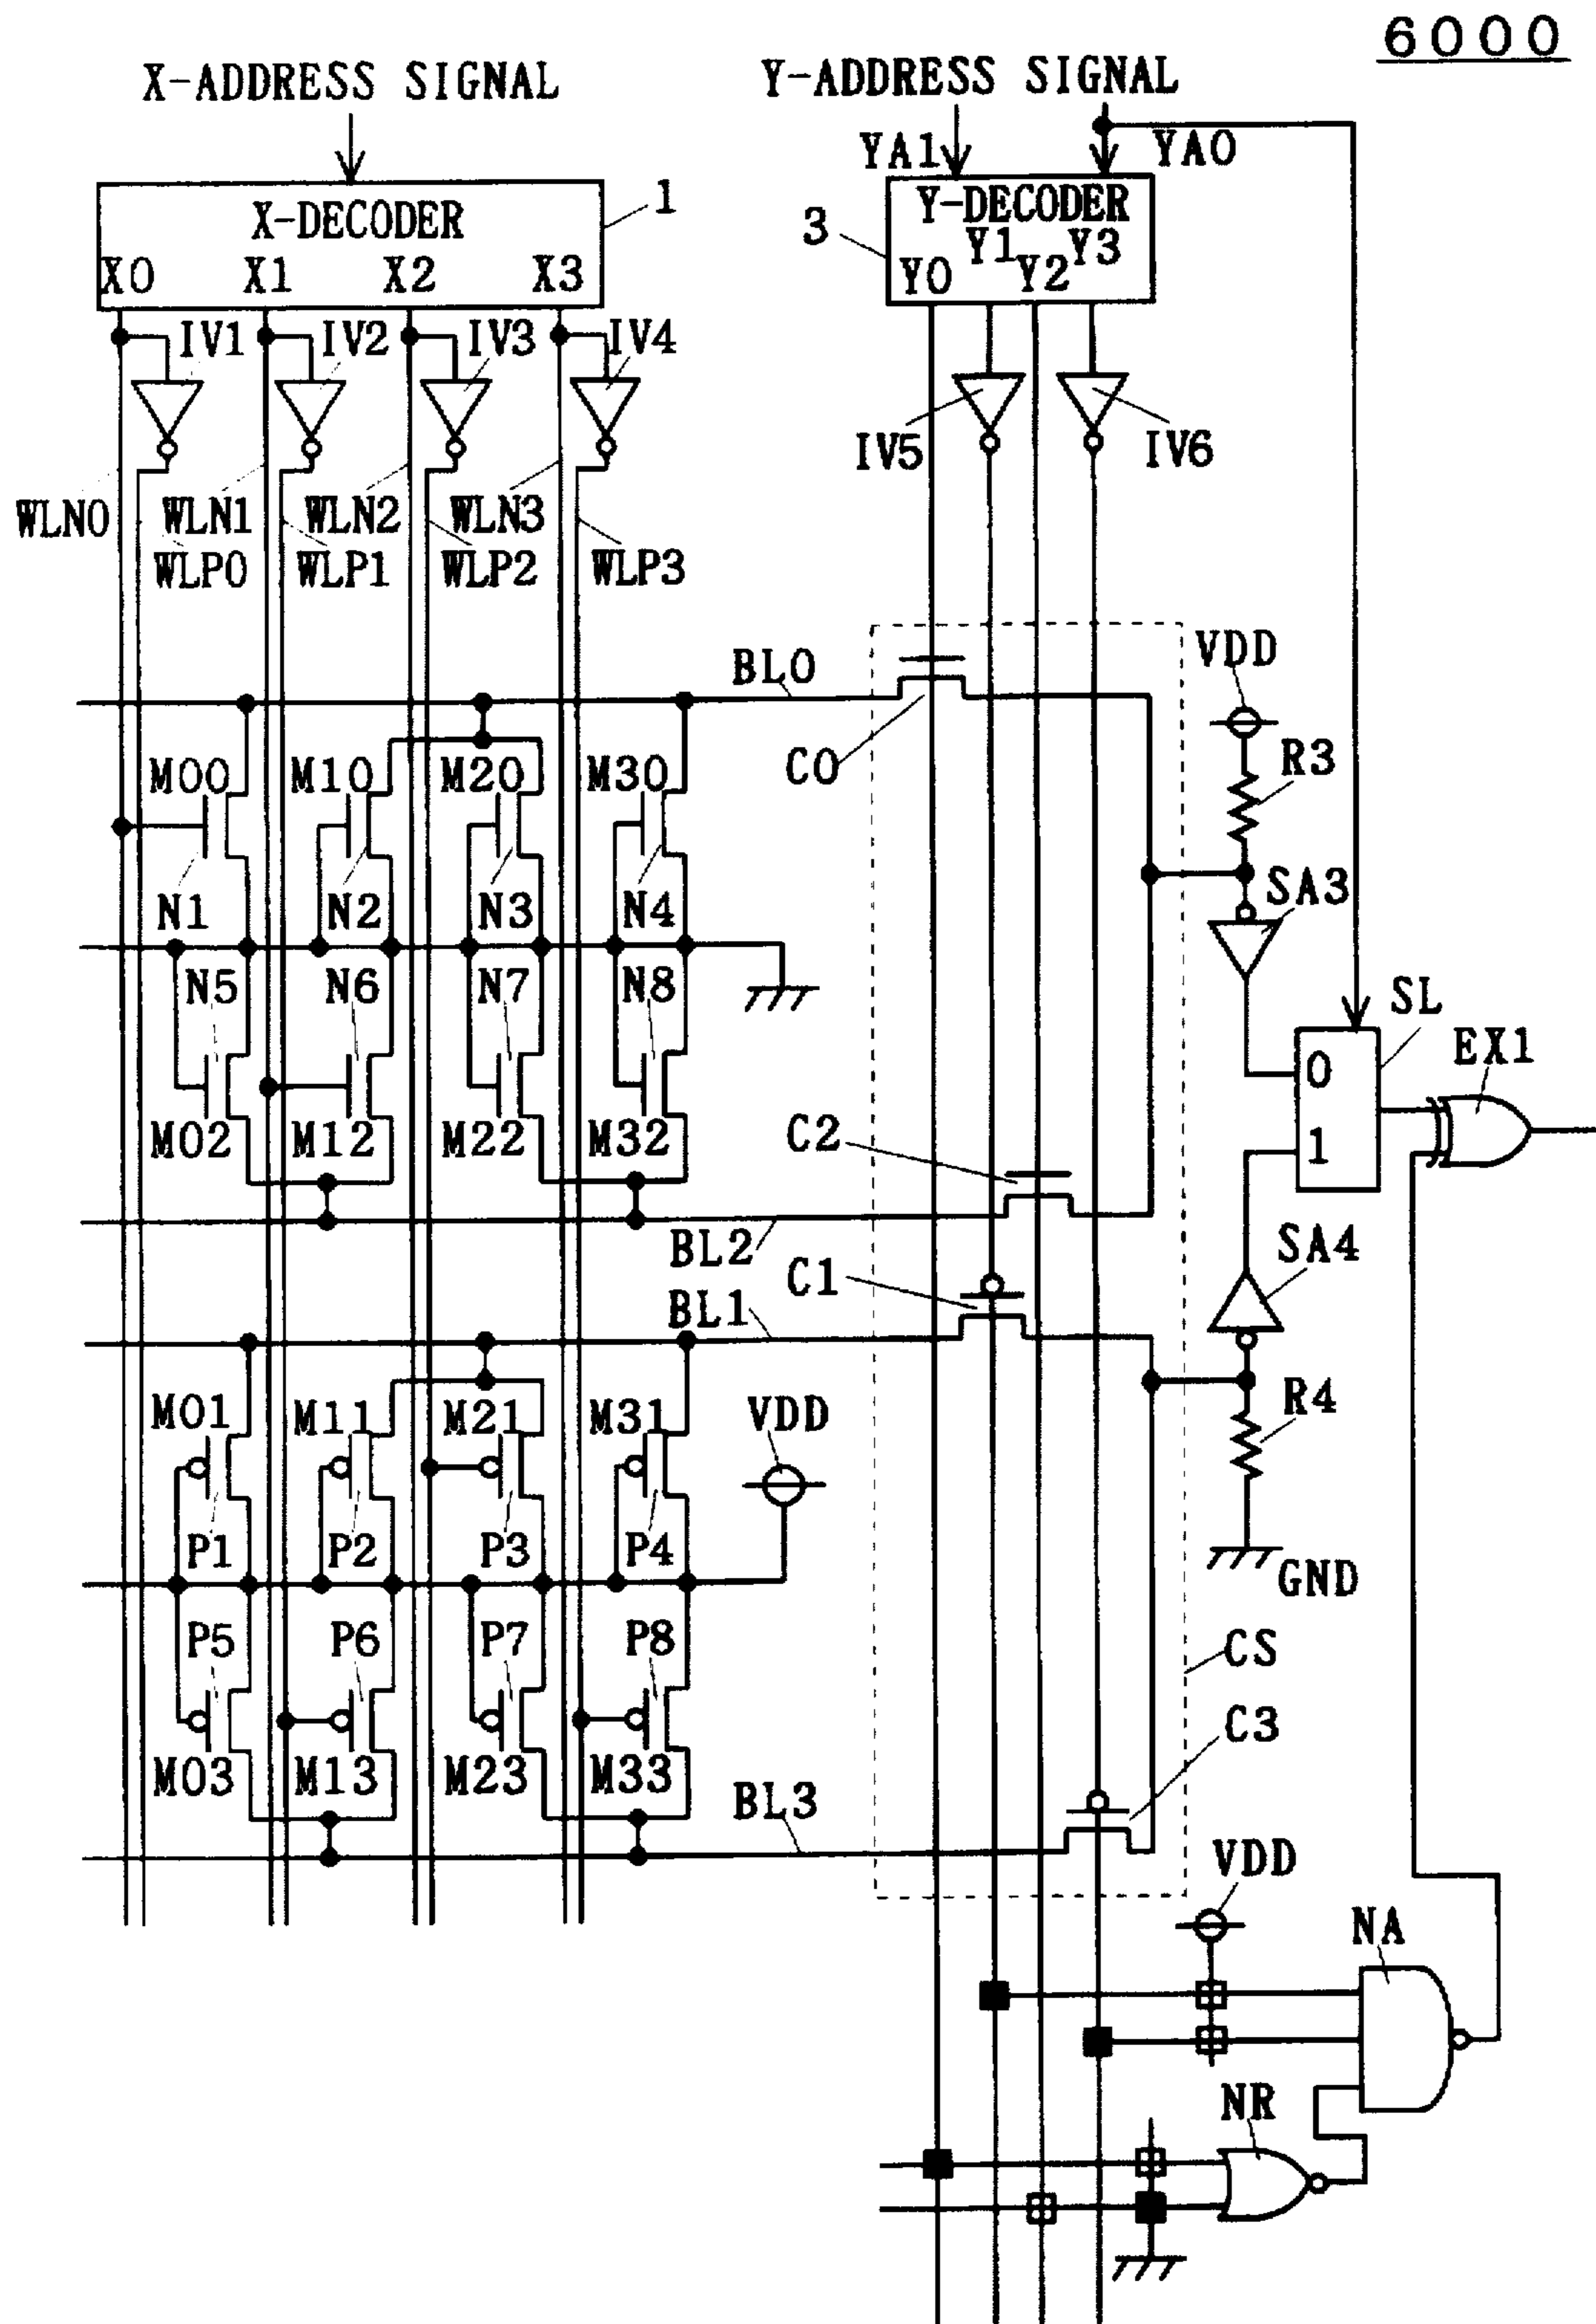 6000
X-ADDRESS SIGNAL
Y-ADDRESS SIGNAL
YA1
YA0
X-DECODER
1
X0 X1 X2 X3
3
Y-DECODER
Y0 Y1 Y2 Y3
IV1 IV2 IV3 IV4
IV5 IV6
WLN0 WLN1 WLN2 WLN3
WLP0 WLP1 WLP2 WLP3
BL0
VDD
C0
R3
M00 M10 M20 M30
SA3
N1 N2 N3 N4
N5 N6 N7 N8
SL
EX1
0
1
M02 M12 M22 M32
C2
BL2
SA4
C1
BL1
R4
M01 M11 M21 M31
VDD
P1 P2 P3 P4
GND
P5 P6 P7 P8
CS
C3
M03 M13 M23 M33
BL3
VDD
NA
NR